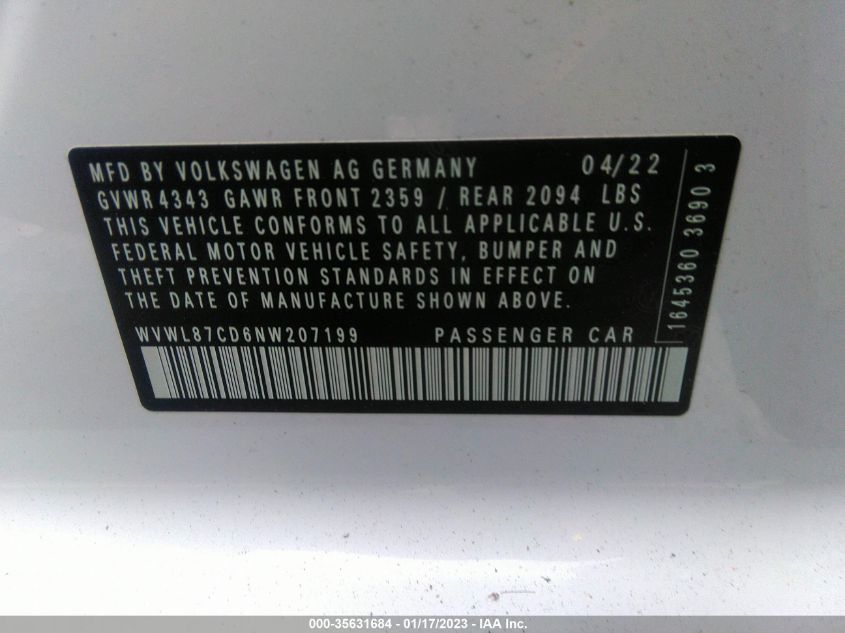 MFD BY VOLKSWAGEN AG GERMANY 04/22
GVWR 4343 GAWR FRONT 2359 / REAR 2094 LBS
THIS VEHICLE CONFORMS TO ALL APPLICABLE U.S.
FEDERAL MOTOR VEHICLE SAFETY, BUMPER AND
THEFT PREVENTION STANDARDS IN EFFECT ON
THE DATE OF MANUFACTURE SHOWN ABOVE.
WVWL87CD6NW207199 PASSENGER CAR
1645360 3690 3
000-35631684 - 01/17/2023 - IAA Inc.